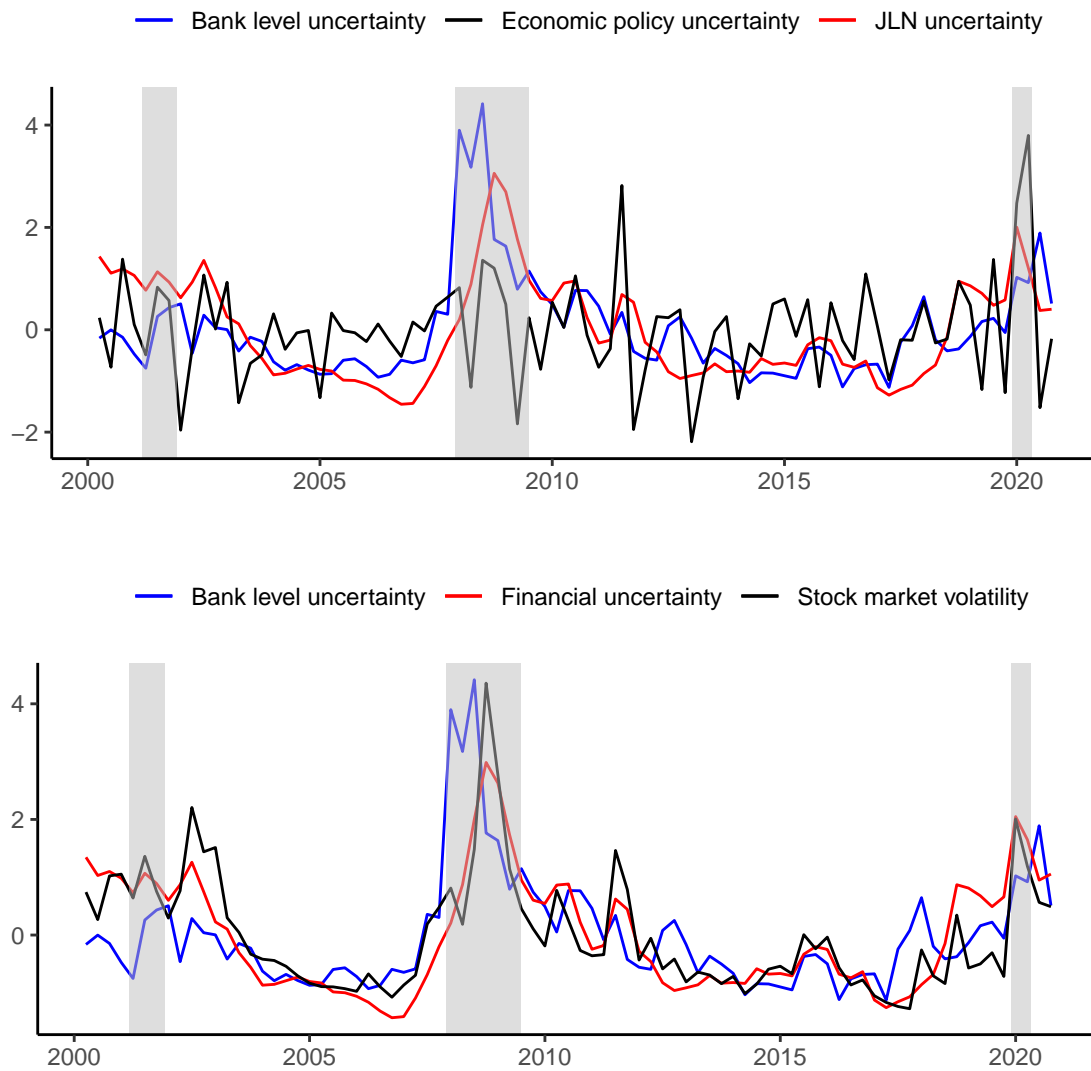 Bank level uncertainty Economic policy uncertainty JLN uncertainty
4
2
0
−2
2000 2005 2010 2015 2020
Bank level uncertainty Financial uncertainty Stock market volatility
4
2
0
2000 2005 2010 2015 2020